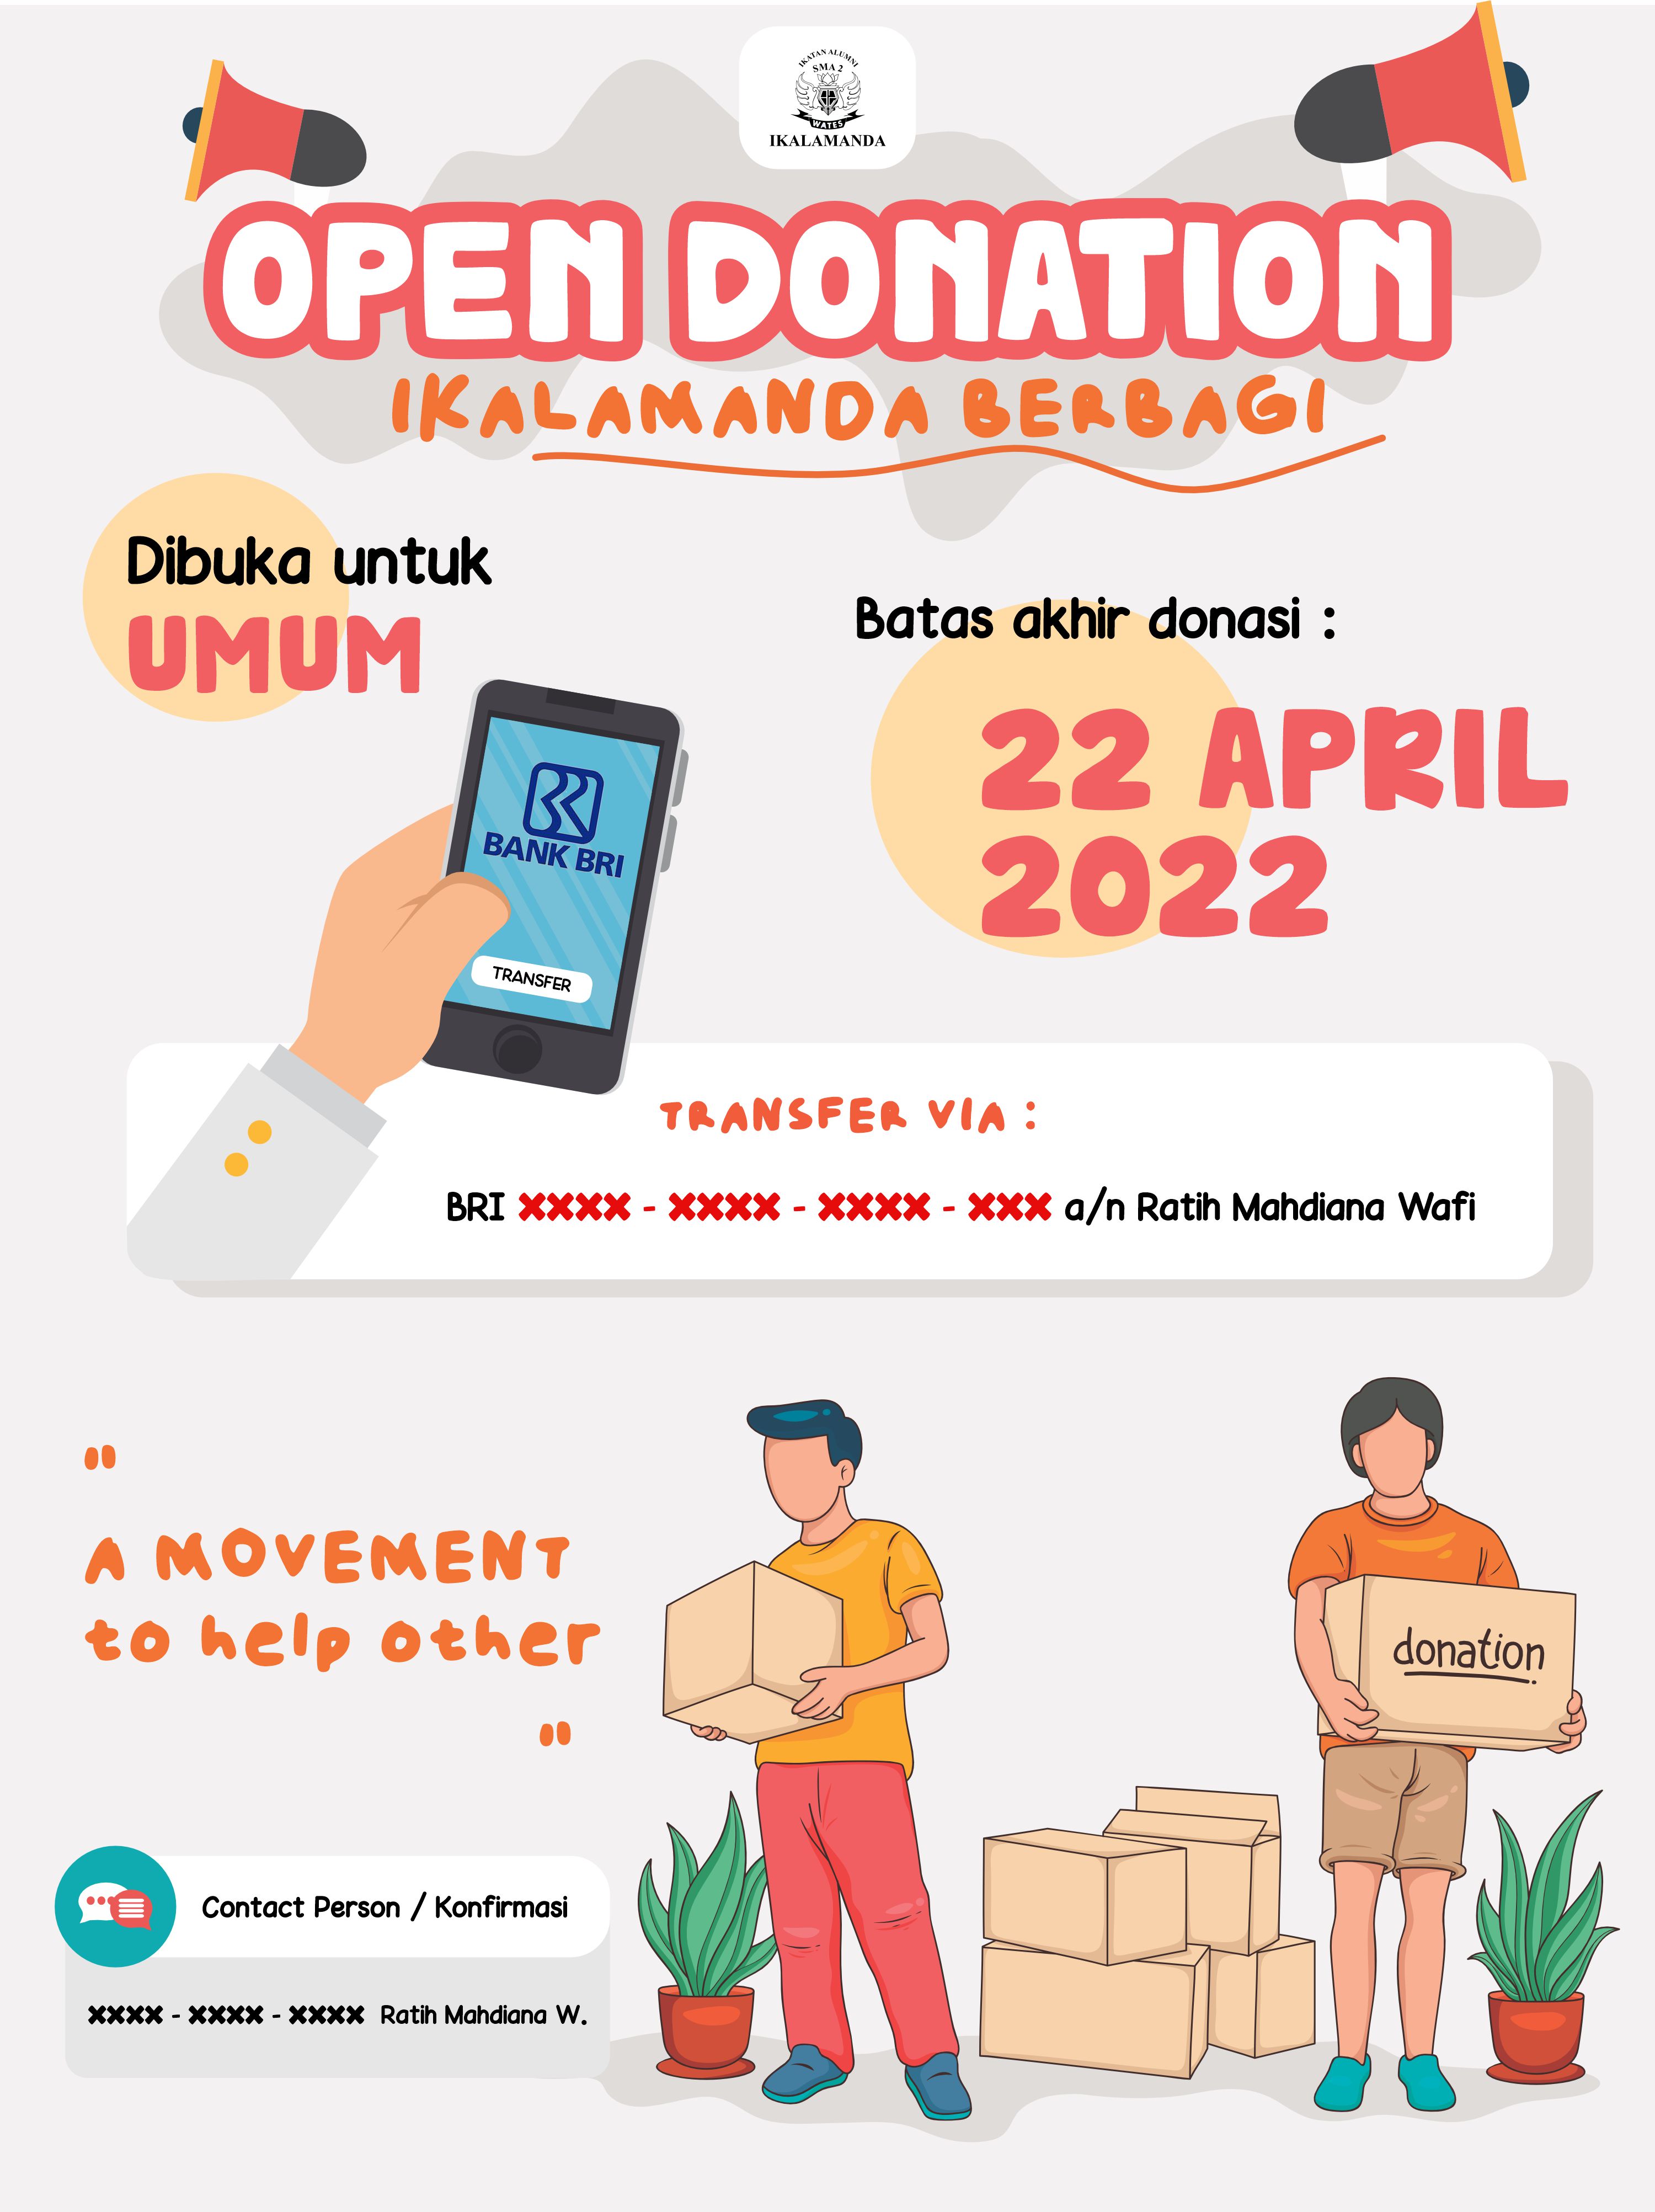 IKATAN ALUMNI
SMA 2
WATES
IKALAMANDA
OPEN DONATION
IKALAMANDA BERBAGI
Dibuka untuk
UMUM
Batas akhir donasi :
22 APRIL
2022
BANK BRI
TRANSFER
TRANSFER VIA :
BRI XXXX - XXXX - XXXX - XXX a/n Ratih Mahdiana Wafi
"
A MOVEMENT
to help other
"
donation
Contact Person / Konfirmasi
XXXX - XXXX - XXXX Ratih Mahdiana W.